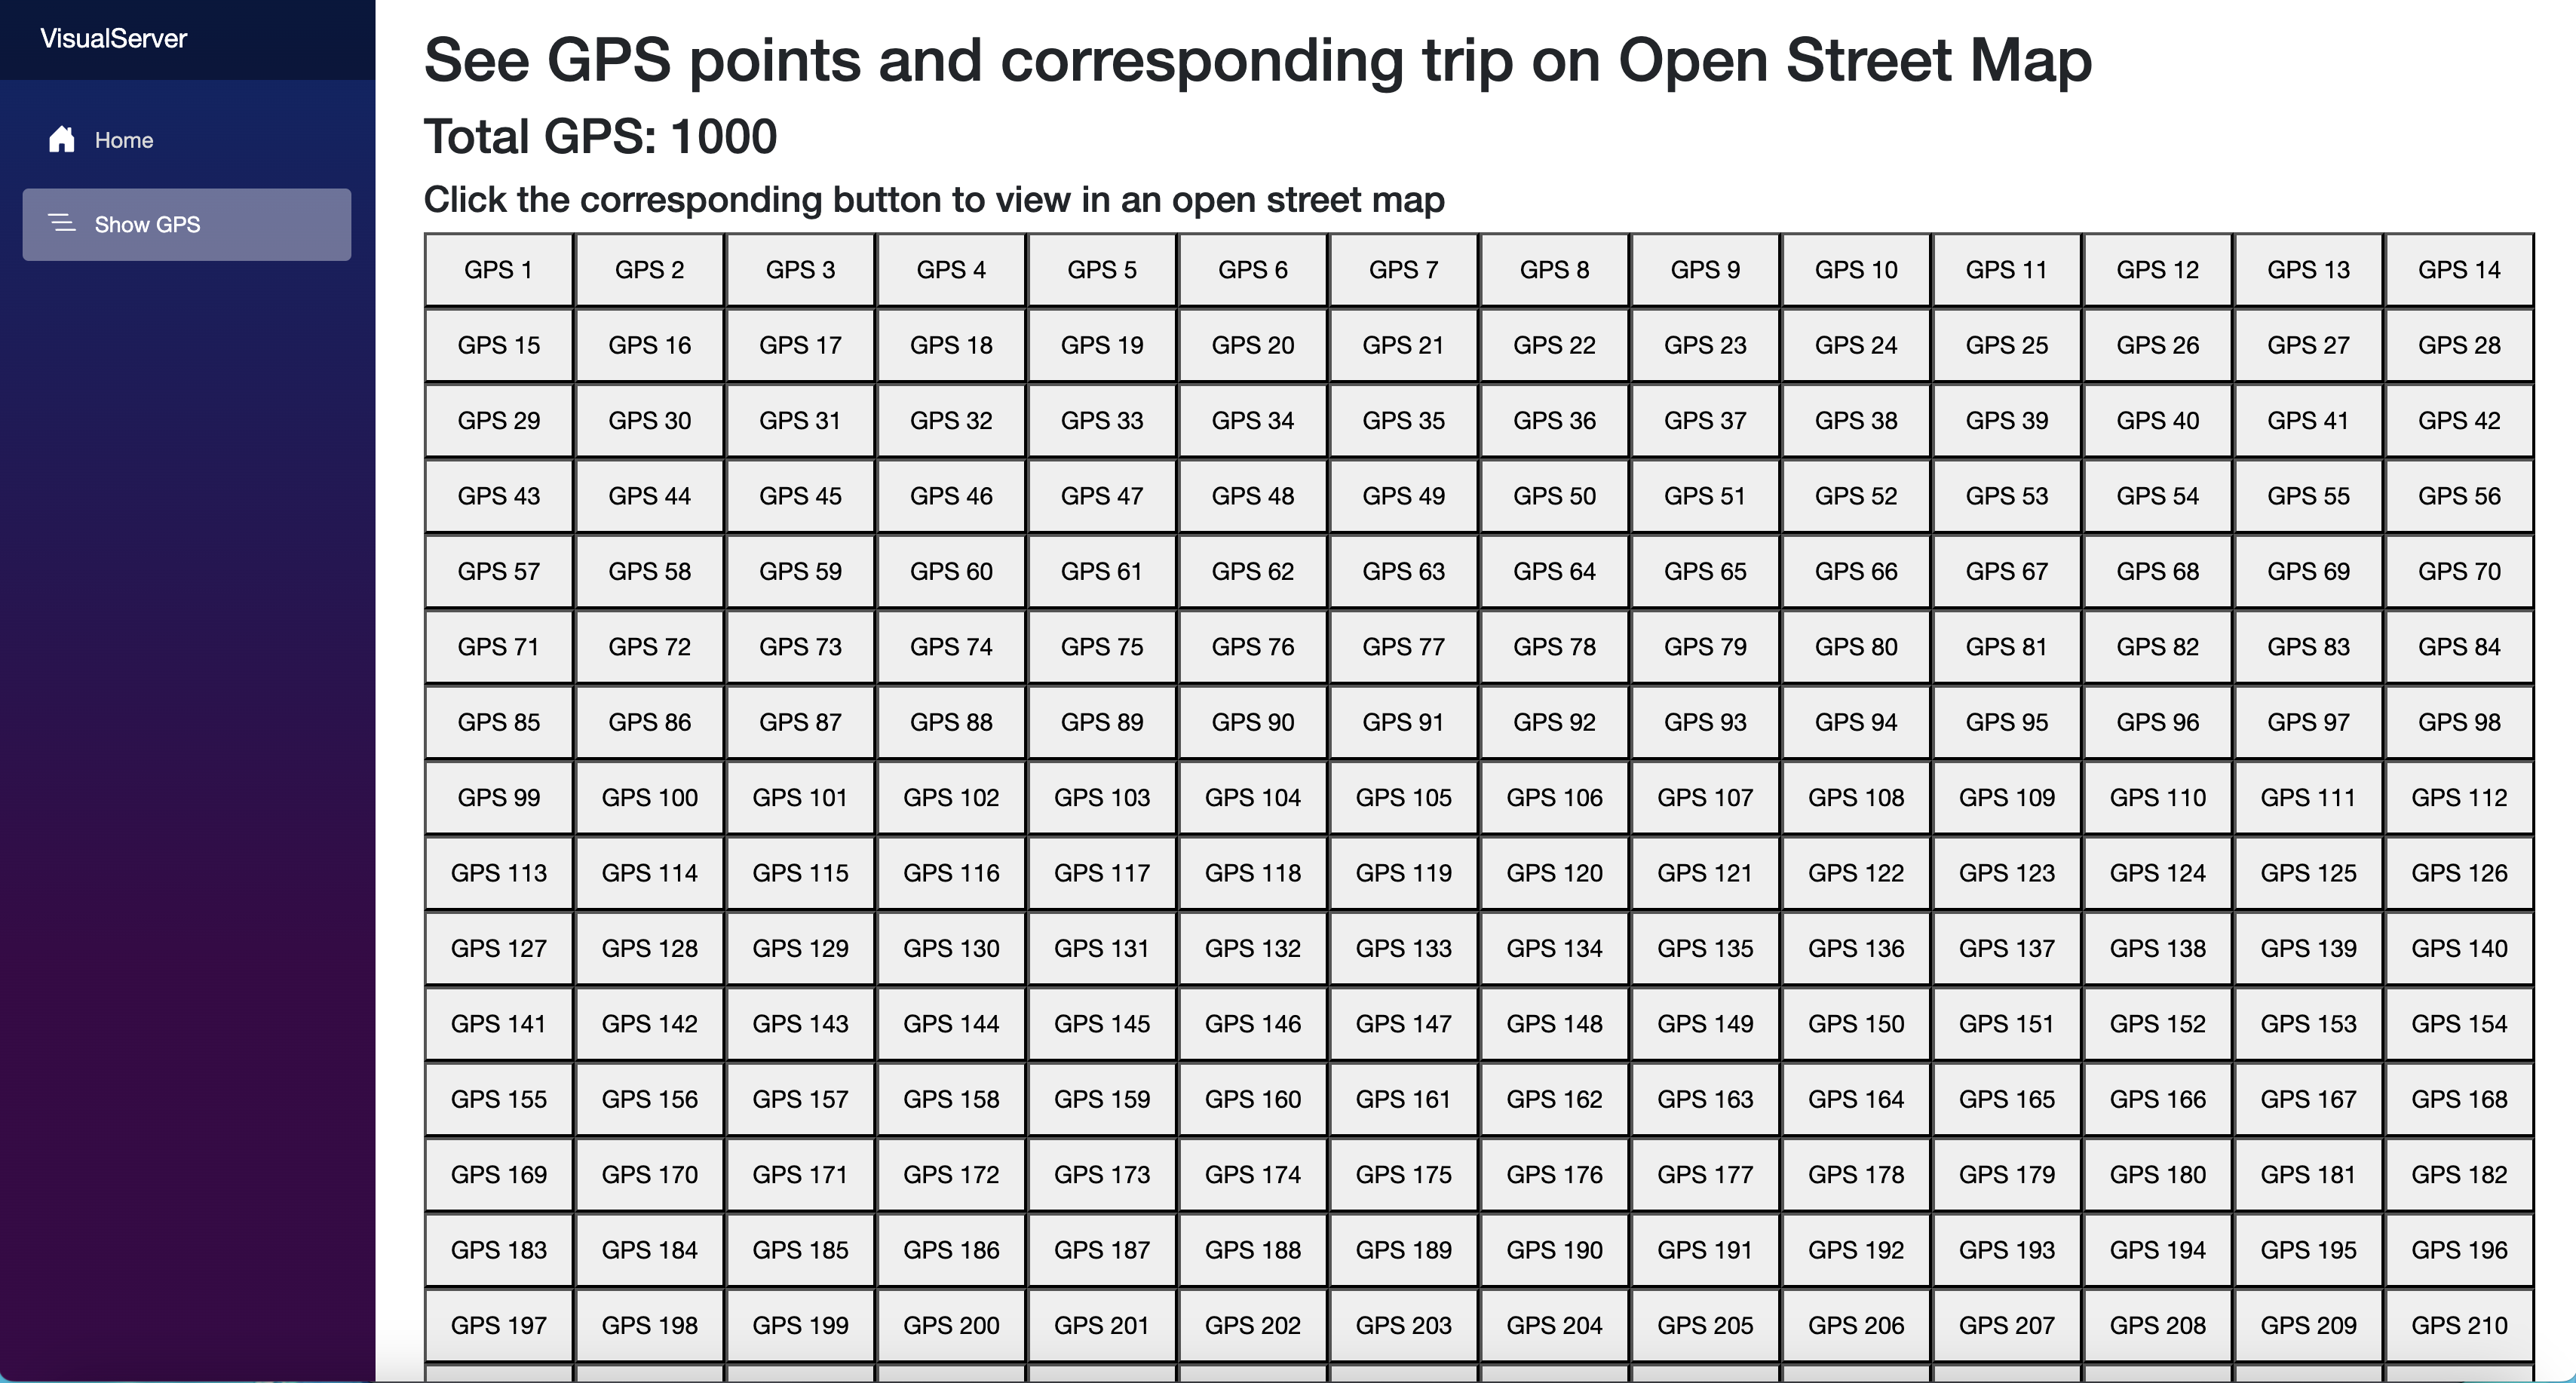 VisualServer
Home
Show GPS
See GPS points and corresponding trip on Open Street Map
Total GPS: 1000
Click the corresponding button to view in an open street map
GPS 1 GPS 2 GPS 3 GPS 4 GPS 5 GPS 6 GPS 7 GPS 8 GPS 9 GPS 10 GPS 11 GPS 12 GPS 13 GPS 14
GPS 15 GPS 16 GPS 17 GPS 18 GPS 19 GPS 20 GPS 21 GPS 22 GPS 23 GPS 24 GPS 25 GPS 26 GPS 27 GPS 28
GPS 29 GPS 30 GPS 31 GPS 32 GPS 33 GPS 34 GPS 35 GPS 36 GPS 37 GPS 38 GPS 39 GPS 40 GPS 41 GPS 42
GPS 43 GPS 44 GPS 45 GPS 46 GPS 47 GPS 48 GPS 49 GPS 50 GPS 51 GPS 52 GPS 53 GPS 54 GPS 55 GPS 56
GPS 57 GPS 58 GPS 59 GPS 60 GPS 61 GPS 62 GPS 63 GPS 64 GPS 65 GPS 66 GPS 67 GPS 68 GPS 69 GPS 70
GPS 71 GPS 72 GPS 73 GPS 74 GPS 75 GPS 76 GPS 77 GPS 78 GPS 79 GPS 80 GPS 81 GPS 82 GPS 83 GPS 84
GPS 85 GPS 86 GPS 87 GPS 88 GPS 89 GPS 90 GPS 91 GPS 92 GPS 93 GPS 94 GPS 95 GPS 96 GPS 97 GPS 98
GPS 99 GPS 100 GPS 101 GPS 102 GPS 103 GPS 104 GPS 105 GPS 106 GPS 107 GPS 108 GPS 109 GPS 110 GPS 111 GPS 112
GPS 113 GPS 114 GPS 115 GPS 116 GPS 117 GPS 118 GPS 119 GPS 120 GPS 121 GPS 122 GPS 123 GPS 124 GPS 125 GPS 126
GPS 127 GPS 128 GPS 129 GPS 130 GPS 131 GPS 132 GPS 133 GPS 134 GPS 135 GPS 136 GPS 137 GPS 138 GPS 139 GPS 140
GPS 141 GPS 142 GPS 143 GPS 144 GPS 145 GPS 146 GPS 147 GPS 148 GPS 149 GPS 150 GPS 151 GPS 152 GPS 153 GPS 154
GPS 155 GPS 156 GPS 157 GPS 158 GPS 159 GPS 160 GPS 161 GPS 162 GPS 163 GPS 164 GPS 165 GPS 166 GPS 167 GPS 168
GPS 169 GPS 170 GPS 171 GPS 172 GPS 173 GPS 174 GPS 175 GPS 176 GPS 177 GPS 178 GPS 179 GPS 180 GPS 181 GPS 182
GPS 183 GPS 184 GPS 185 GPS 186 GPS 187 GPS 188 GPS 189 GPS 190 GPS 191 GPS 192 GPS 193 GPS 194 GPS 195 GPS 196
GPS 197 GPS 198 GPS 199 GPS 200 GPS 201 GPS 202 GPS 203 GPS 204 GPS 205 GPS 206 GPS 207 GPS 208 GPS 209 GPS 210